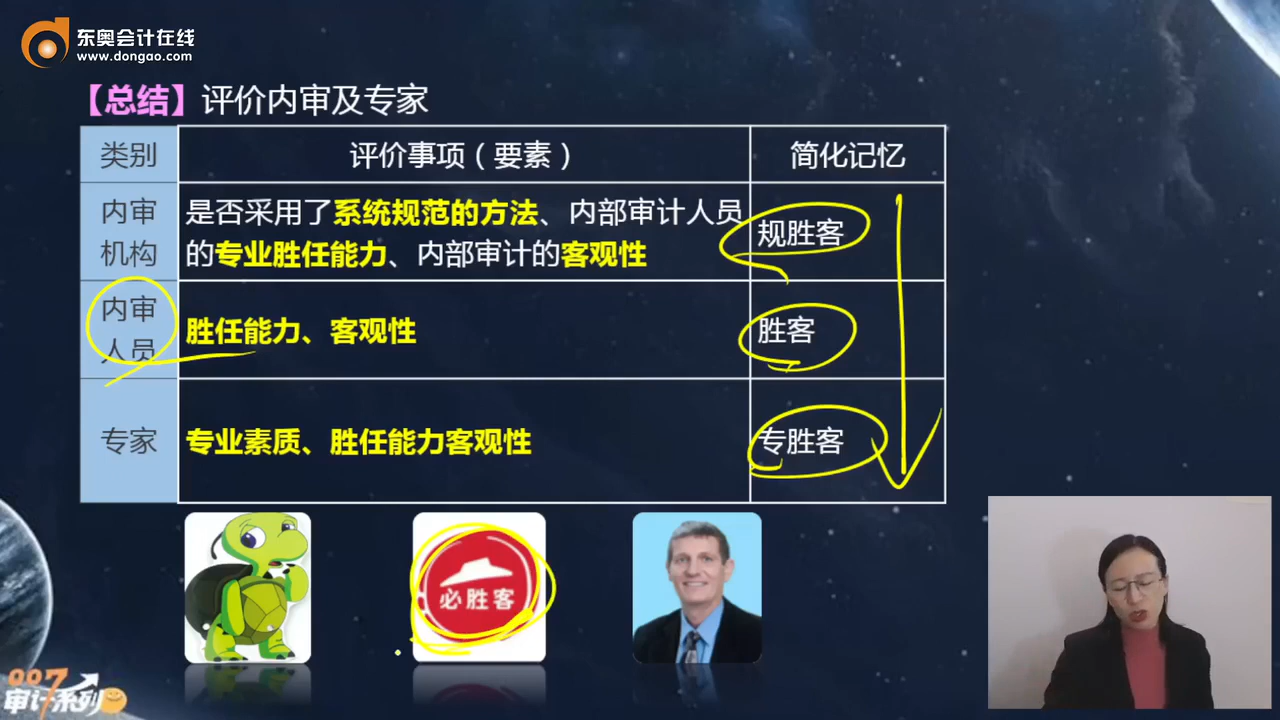 东奥会计在线
www.dongao.com
【总结】评价内审及专家
类别 评价事项（要素） 简化记忆
内审机构 是否采用了系统规范的方法、内部审计人员的专业胜任能力、内部审计的客观性 规胜客
内审人员 胜任能力、客观性 胜客
专家 专业素质、胜任能力客观性 专胜客
必胜客
007
审计系列